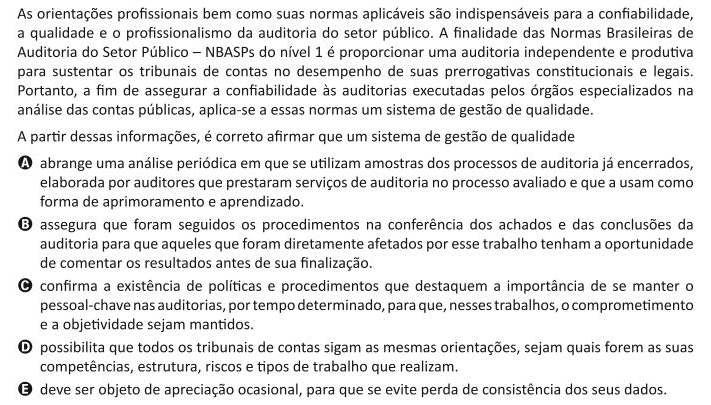 As orientações profissionais bem como suas normas aplicáveis são indispensáveis para a confiabilidade,
a qualidade e o profissionalismo da auditoria do setor público. A finalidade das Normas Brasileiras de
Auditoria do Setor Público – NBASPs do nível 1 é proporcionar uma auditoria independente e produtiva
para sustentar os tribunais de contas no desempenho de suas prerrogativas constitucionais e legais.
Portanto, a fim de assegurar a confiabilidade às auditorias executadas pelos órgãos especializados na
análise das contas públicas, aplica-se a essas normas um sistema de gestão de qualidade.
A partir dessas informações, é correto afirmar que um sistema de gestão de qualidade
A abrange uma análise periódica em que se utilizam amostras dos processos de auditoria já encerrados,
elaborada por auditores que prestaram serviços de auditoria no processo avaliado e que a usam como
forma de aprimoramento e aprendizado.
B assegura que foram seguidos os procedimentos na conferência dos achados e das conclusões da
auditoria para que aqueles que foram diretamente afetados por esse trabalho tenham a oportunidade
de comentar os resultados antes de sua finalização.
C confirma a existência de políticas e procedimentos que destaquem a importância de se manter o
pessoal-chave nas auditorias, por tempo determinado, para que, nesses trabalhos, o comprometimento
e a objetividade sejam mantidos.
D possibilita que todos os tribunais de contas sigam as mesmas orientações, sejam quais forem as suas
competências, estrutura, riscos e tipos de trabalho que realizam.
E deve ser objeto de apreciação ocasional, para que se evite perda de consistência dos seus dados.